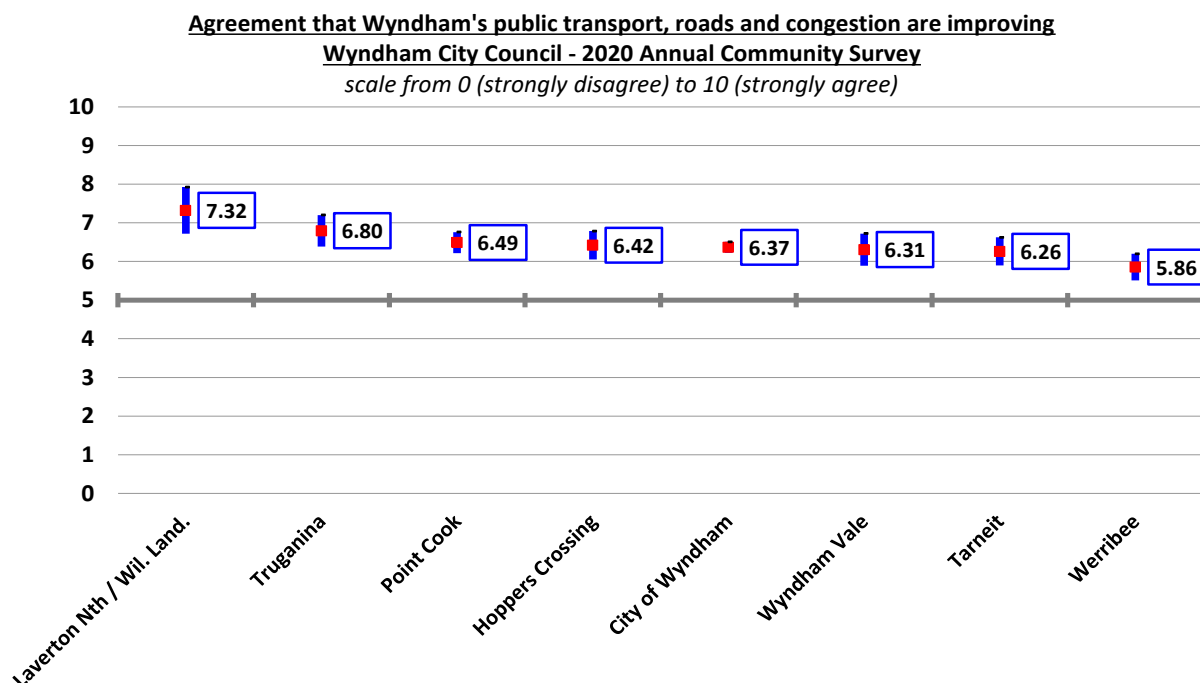 Agreement that Wyndham's public transport, roads and congestion are improving
Wyndham City Council - 2020 Annual Community Survey
scale from 0 (strongly disagree) to 10 (strongly agree)
10
9
8
7
6
5
4
3
2
1
0
7.32
6.80
6.49
6.42
6.37
6.31
6.26
5.86
Laverton Nth / Wil. Land.
Truganina
Point Cook
Hoppers Crossing
City of Wyndham
Wyndham Vale
Tarneit
Werribee